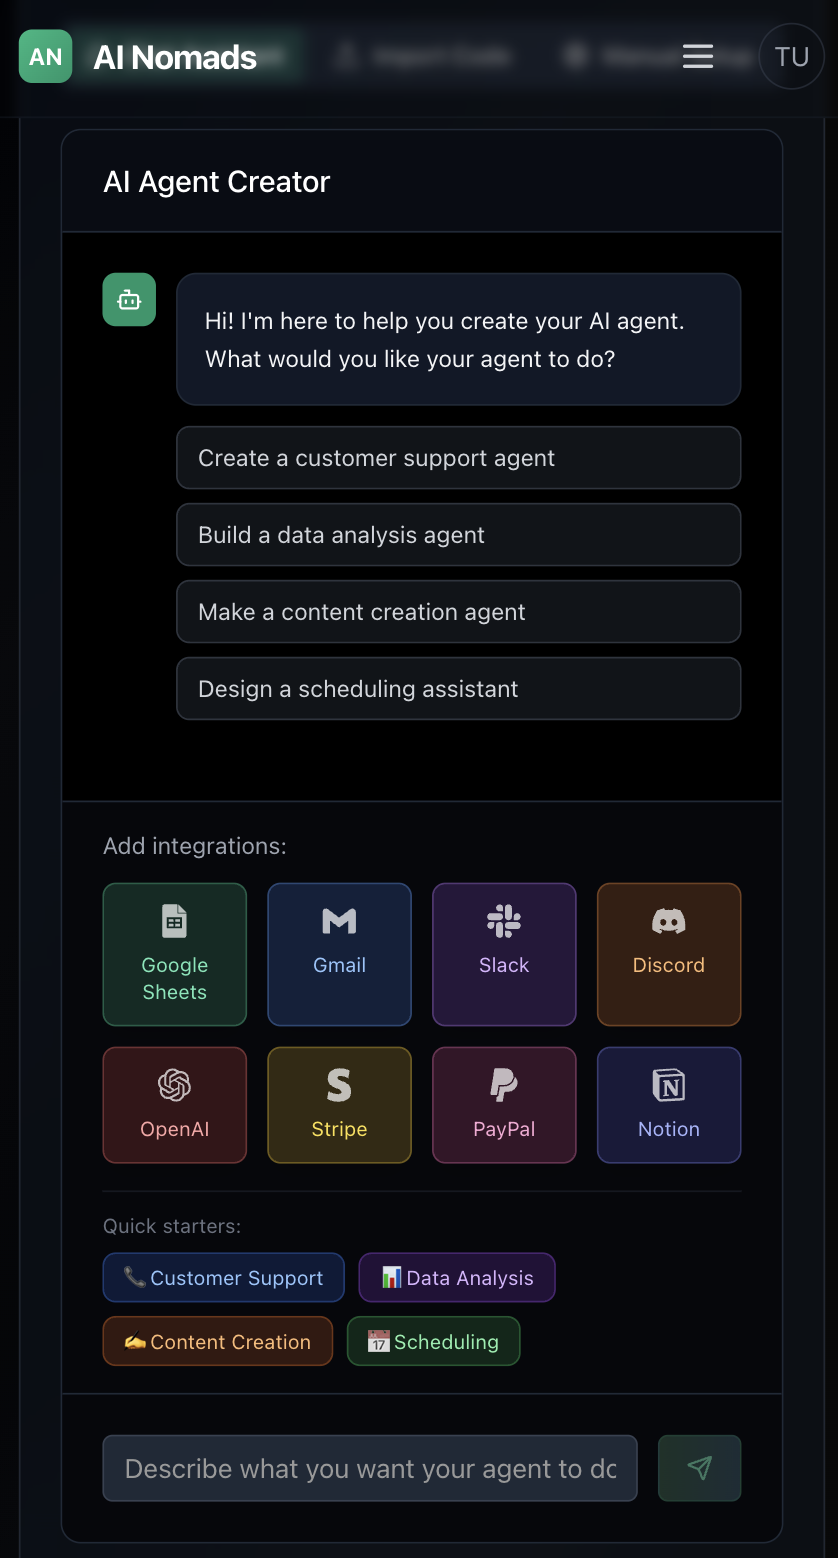 AN
AI Nomads
TU
AI Agent Creator
Hi! I'm here to help you create your AI agent.
What would you like your agent to do?
Create a customer support agent
Build a data analysis agent
Make a content creation agent
Design a scheduling assistant
Add integrations:
Google
Sheets
Gmail
Slack
Discord
OpenAI
Stripe
PayPal
Notion
Quick starters:
📞 Customer Support
📊 Data Analysis
✍️ Content Creation
📅 Scheduling
Describe what you want your agent to do